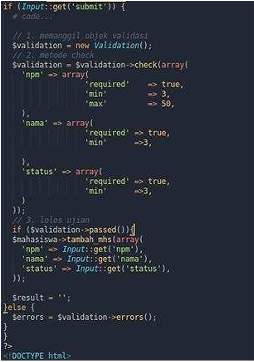 if (Input::get('submit')) {
# code...
// 1. memanggil objek validasi
$validation = new Validation();
// 2. metode check
$validation = $validation->check(array(
'npm' => array(
'required' => true,
'min' => 3,
'max' => 50,
),
'nama' => array(
'required' => true,
'min' =>3,
),
'status' => array(
'required' => true,
'min' =>3,
)
));
// 3. lolos ujian
if ($validation->passed()){
$mahasiswa->tambah_mhs(array(
'npm' => Input::get('npm'),
'nama' => Input::get('nama'),
'status' => Input::get('status'),
));
$result = '';
}else {
$errors = $validation->errors();
}
}
?>
<!DOCTYPE html>